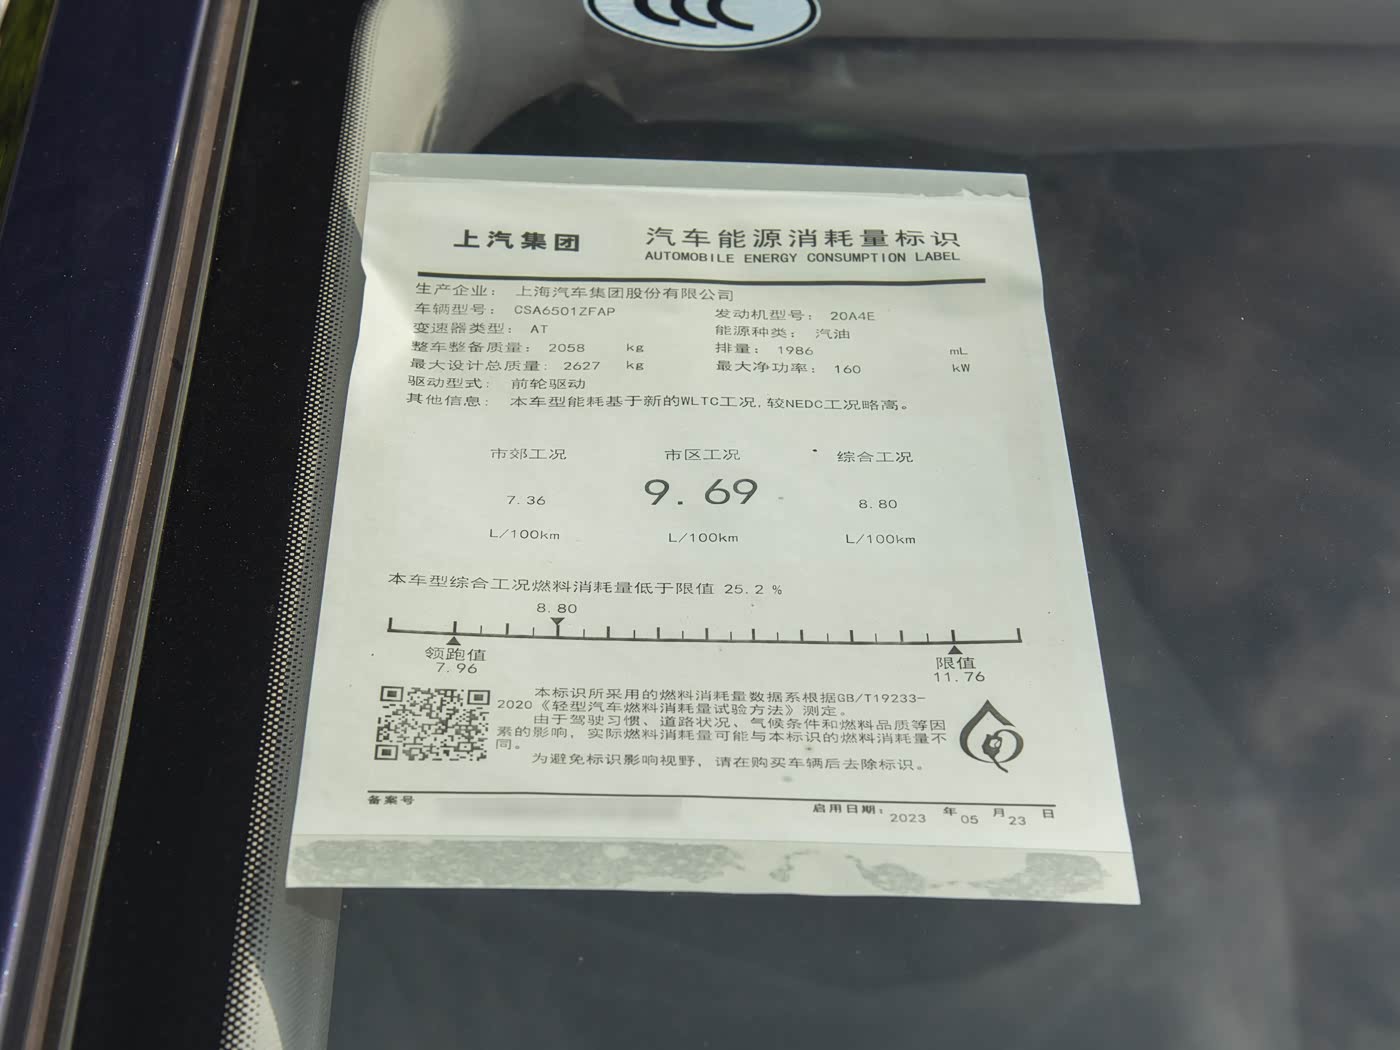 CCC
上汽集团 汽车能源消耗量标识
AUTOMOBILE ENERGY CONSUMPTION LABEL
生产企业： 上海汽车集团股份有限公司
车辆型号： CSA6501ZFAP 发动机型号： 20A4E
变速器类型： AT 能源种类： 汽油
整车整备质量： 2058 kg 排量： 1986 mL
最大设计总质量： 2627 kg 最大净功率： 160 kW
驱动型式： 前轮驱动
其他信息： 本车型能耗基于新的WLTC工况,较NEDC工况略高。
市郊工况 市区工况 综合工况
7.36 9.69 8.80
L/100km L/100km L/100km
本车型综合工况燃料消耗量低于限值 25.2 %
8.80
领跑值 限值
7.96 11.76
本标识所采用的燃料消耗量数据系根据GB/T19233-
2020《轻型汽车燃料消耗量试验方法》测定。
由于驾驶习惯、道路状况、气候条件和燃料品质等因
素的影响，实际燃料消耗量可能与本标识的燃料消耗量不
同。
为避免标识影响视野，请在购买车辆后去除标识。
备案号 启用日期： 2023 年 05 月 23 日